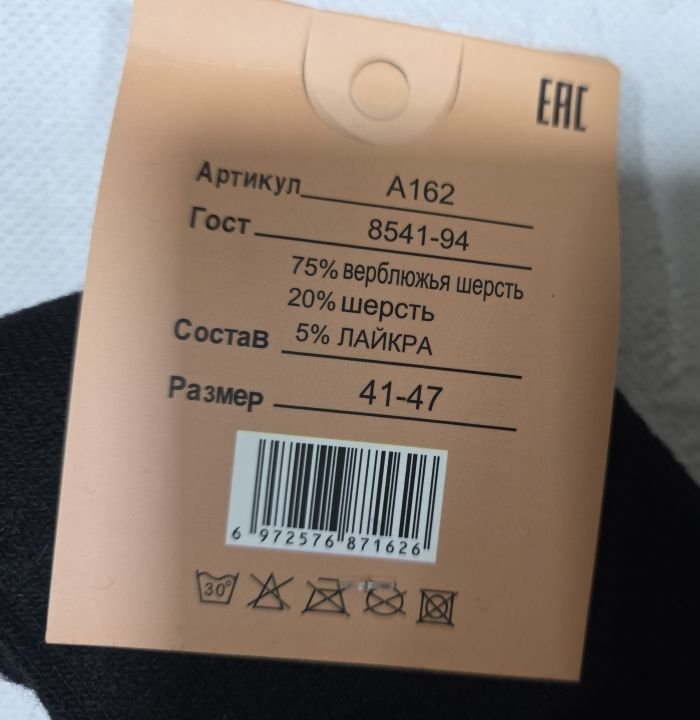 EAC
Артикул A162
Гост 8541-94
75% верблюжья шерсть
20% шерсть
Состав 5% ЛАЙКРА
Размер 41-47
6 972576 871626
30°